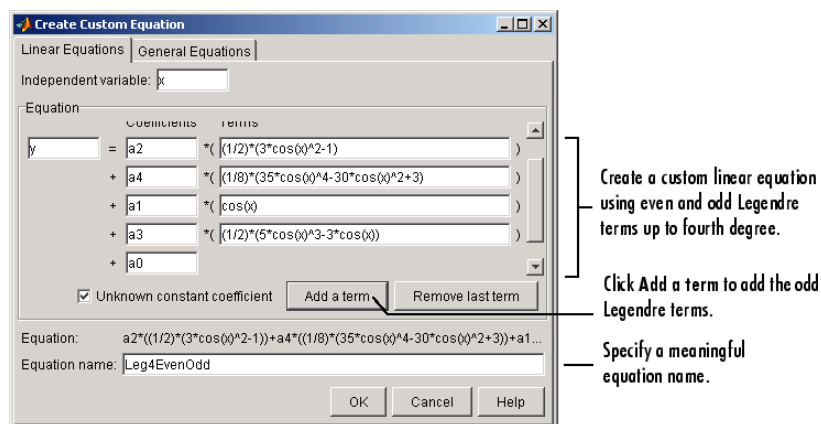 Create Custom Equation
Linear Equations General Equations
Independent variable: x
Equation
Coefficients Terms
y = a2 *( (1/2)*(3*cos(x)^2-1) )
+ a4 *( (1/8)*(35*cos(x)^4-30*cos(x)^2+3) )
+ a1 *( cos(x) )
+ a3 *( (1/2)*(5*cos(x)^3-3*cos(x)) )
+ a0
Unknown constant coefficient Add a term Remove last term
Equation: a2*((1/2)*(3*cos(x)^2-1))+a4*((1/8)*(35*cos(x)^4-30*cos(x)^2+3))+a1...
Equation name: Leg4EvenOdd
OK Cancel Help
Create a custom linear equation
using even and odd Legendre
terms up to fourth degree.
Click Add a term to add the odd
Legendre terms.
Specify a meaningful
equation name.